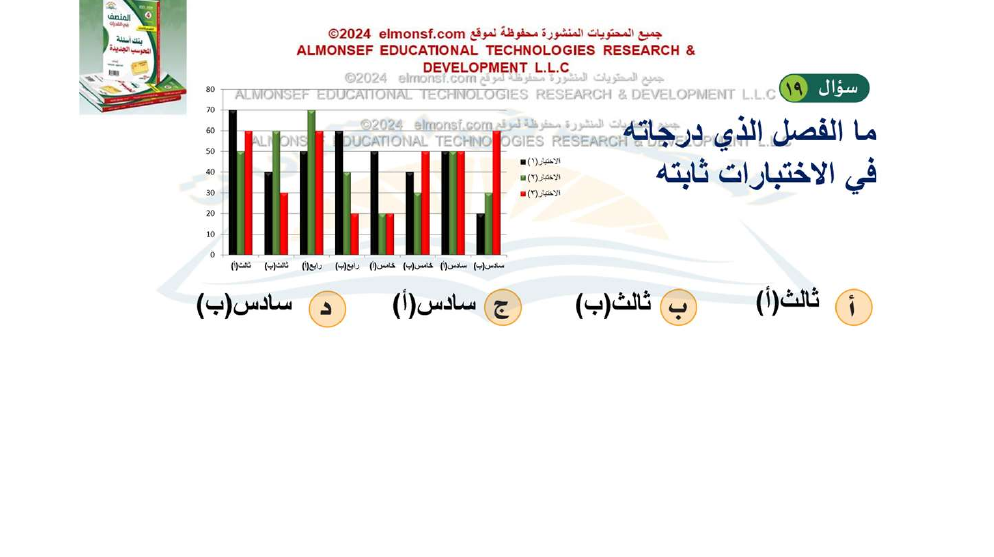 المنصف
في القدرات
4
بنك أسئلة
المحوسب الجديدة
جميع المحتويات المنشورة محفوظة لموقع elmonsf.com ©2024
ALMONSEF EDUCATIONAL TECHNOLOGIES RESEARCH &
DEVELOPMENT L.L.C
جميع المحتويات المنشورة محفوظة لموقع elmonsf.com ©2024
ALMONSEF EDUCATIONAL TECHNOLOGIES RESEARCH & DEVELOPMENT L.L.C
جميع المحتويات المنشورة محفوظة لموقع elmonsf.com ©2024
ALMONSEF EDUCATIONAL TECHNOLOGIES RESEARCH & DEVELOPMENT L.L.C
سؤال ١٩
ما الفصل الذي درجاته
في الاختبارات ثابته
80
70
60
50
40
30
20
10
0
الاختبار(١)
الاختبار(٢)
الاختبار(٣)
ثالث(أ) ثالث(ب) رابع(أ) رابع(ب) خامس(أ) خامس(ب) سادس(أ) سادس(ب)
أ ثالث(أ)
ب ثالث(ب)
ج سادس(أ)
د سادس(ب)